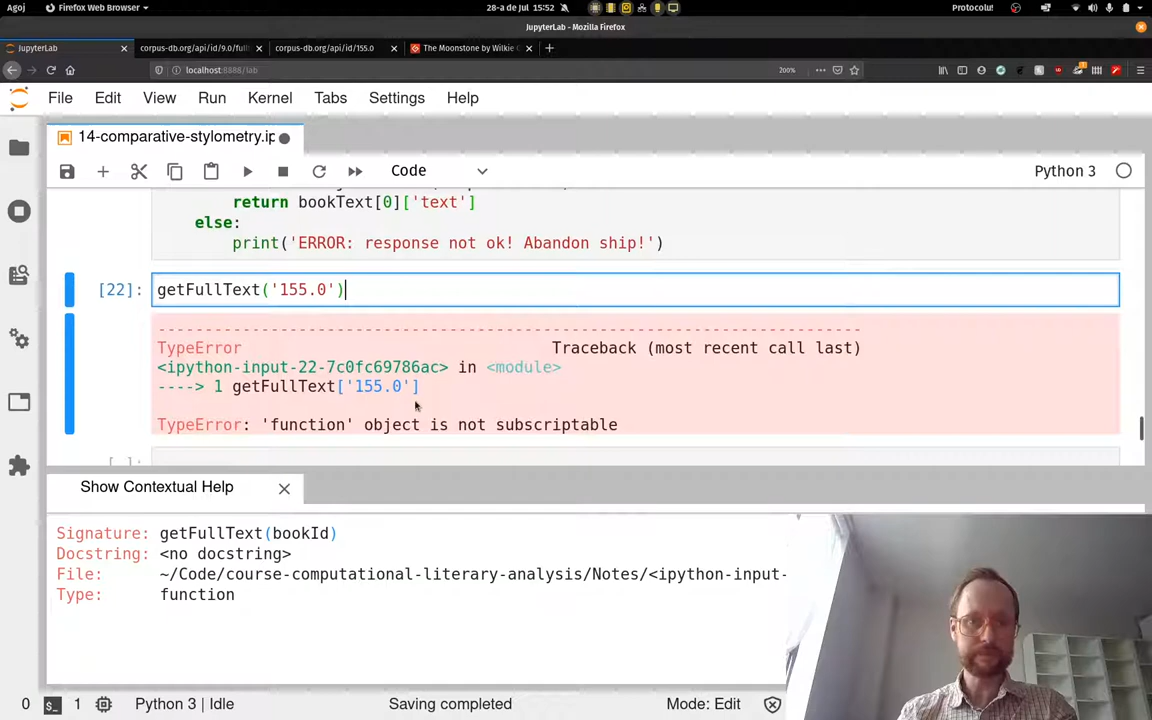 Agoj
Firefox Web Browser
28-a de Jul 15:52
Protocolu!
JupyterLab — Mozilla Firefox
JupyterLab
corpus-db.org/api/id/9.0/full
corpus-db.org/api/id/155.0
The Moonstone by Wilkie
localhost:8888/lab
200%
File Edit View Run Kernel Tabs Settings Help
14-comparative-stylometry.ip
Code
Python 3
return bookText[0]['text']
else:
print('ERROR: response not ok! Abandon ship!')
[22]:
getFullText('155.0')
---------------------------------------------------------------------------
TypeError Traceback (most recent call last)
<ipython-input-22-7c0fc69786ac> in <module>
----> 1 getFullText['155.0']
TypeError: 'function' object is not subscriptable
[ ]:
Show Contextual Help
Signature: getFullText(bookId)
Docstring: <no docstring>
File: ~/Code/course-computational-literary-analysis/Notes/<ipython-input-
Type: function
0 1 Python 3 | Idle Saving completed Mode: Edit